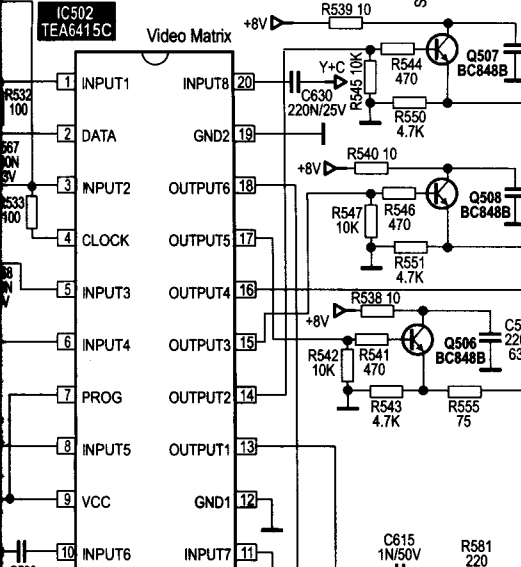 IC502
TEA6415C
Video Matrix
+8V
R539 10
Y+C
R545 10K
R544
470
Q507
BC848B
C630
220N/25V
R550
4.7K
R532
100
1 INPUT1
INPUT8 20
2 DATA
GND2 19
3 INPUT2
OUTPUT6 18
4 CLOCK
OUTPUT5 17
5 INPUT3
OUTPUT4 16
6 INPUT4
OUTPUT3 15
7 PROG
OUTPUT2 14
8 INPUT5
OUTPUT1 13
9 VCC
GND1 12
10 INPUT6
INPUT7 11
+8V
R540 10
R547
10K
R546
470
Q508
BC848B
R551
4.7K
R538 10
+8V
R542
10K
R541
470
Q506
BC848B
R543
4.7K
R555
75
C615
1N/50V
R581
220